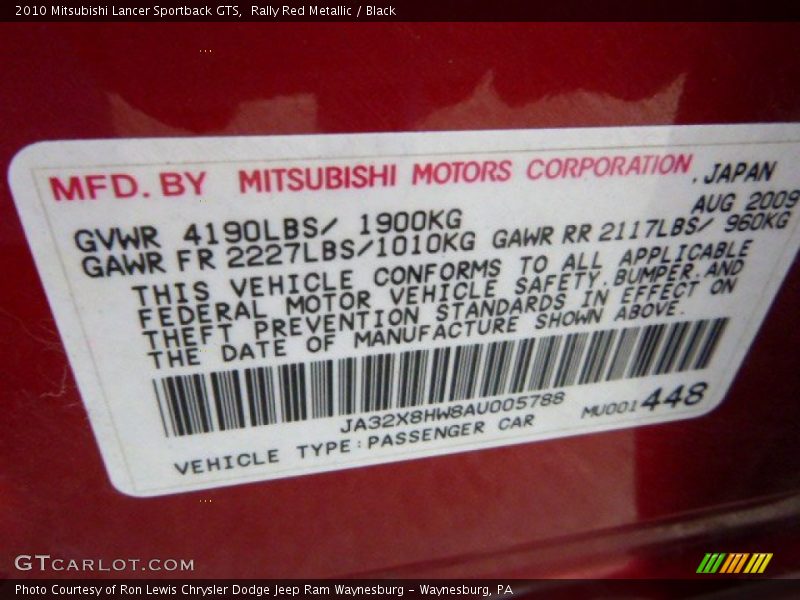 2010 Mitsubishi Lancer Sportback GTS,  Rally Red Metallic / Black
MFD. BY MITSUBISHI MOTORS CORPORATION , JAPAN
AUG 2009
GVWR 4190LBS/ 1900KG
GAWR FR 2227LBS/1010KG GAWR RR 2117LBS/ 960KG
THIS VEHICLE CONFORMS TO ALL APPLICABLE
FEDERAL MOTOR VEHICLE SAFETY, BUMPER, AND
THEFT PREVENTION STANDARDS IN EFFECT ON
THE DATE OF MANUFACTURE SHOWN ABOVE.
JA32X8HW8AU005788 MU001448
VEHICLE TYPE:PASSENGER CAR
GTCARLOT.COM
Photo Courtesy of Ron Lewis Chrysler Dodge Jeep Ram Waynesburg - Waynesburg, PA